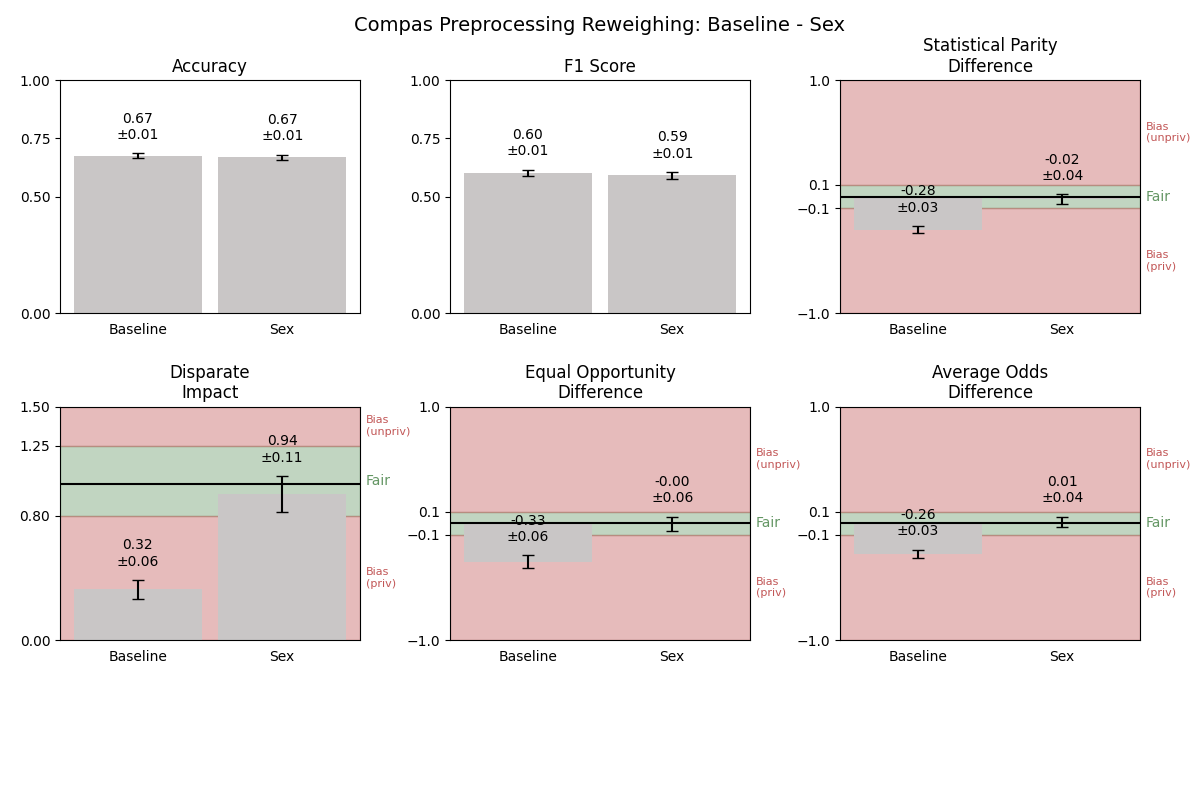 Compas Preprocessing Reweighing: Baseline - Sex
Accuracy
1.00
0.75
0.50
0.00
0.67
±0.01
0.67
±0.01
Baseline
Sex
F1 Score
1.00
0.75
0.50
0.00
0.60
±0.01
0.59
±0.01
Baseline
Sex
Statistical Parity
Difference
1.0
0.1
−0.1
−1.0
-0.28
±0.03
-0.02
±0.04
Bias
(unpriv)
Fair
Bias
(priv)
Baseline
Sex
Disparate
Impact
1.50
1.25
0.80
0.00
0.32
±0.06
0.94
±0.11
Bias
(unpriv)
Fair
Bias
(priv)
Baseline
Sex
Equal Opportunity
Difference
1.0
0.1
−0.1
−1.0
-0.33
±0.06
-0.00
±0.06
Bias
(unpriv)
Fair
Bias
(priv)
Baseline
Sex
Average Odds
Difference
1.0
0.1
−0.1
−1.0
-0.26
±0.03
0.01
±0.04
Bias
(unpriv)
Fair
Bias
(priv)
Baseline
Sex